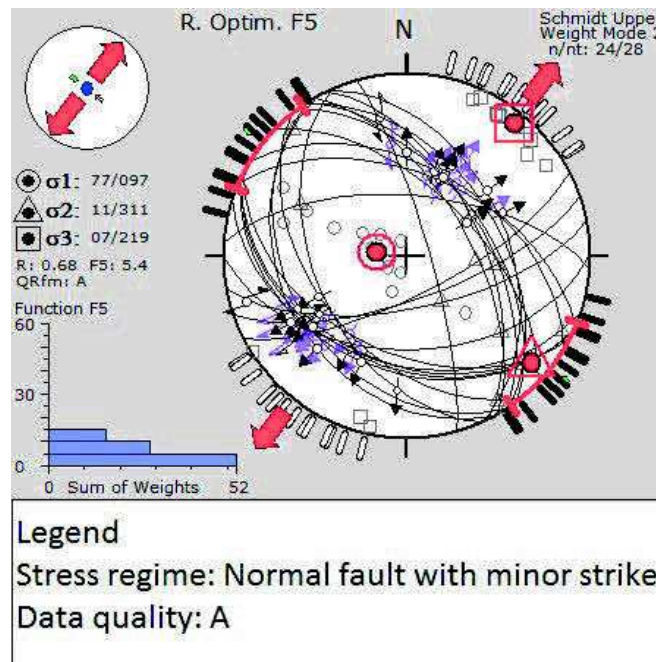 R. Optim. F5
N
Schmidt Upper
Weight Mode
n/nt: 24/28
σ1: 77/097
σ2: 11/311
σ3: 07/219
R: 0.68 F5: 5.4
QRfm: A
Function F5
60
30
0
0 Sum of Weights 52
Legend
Stress regime: Normal fault with minor strike
Data quality: A